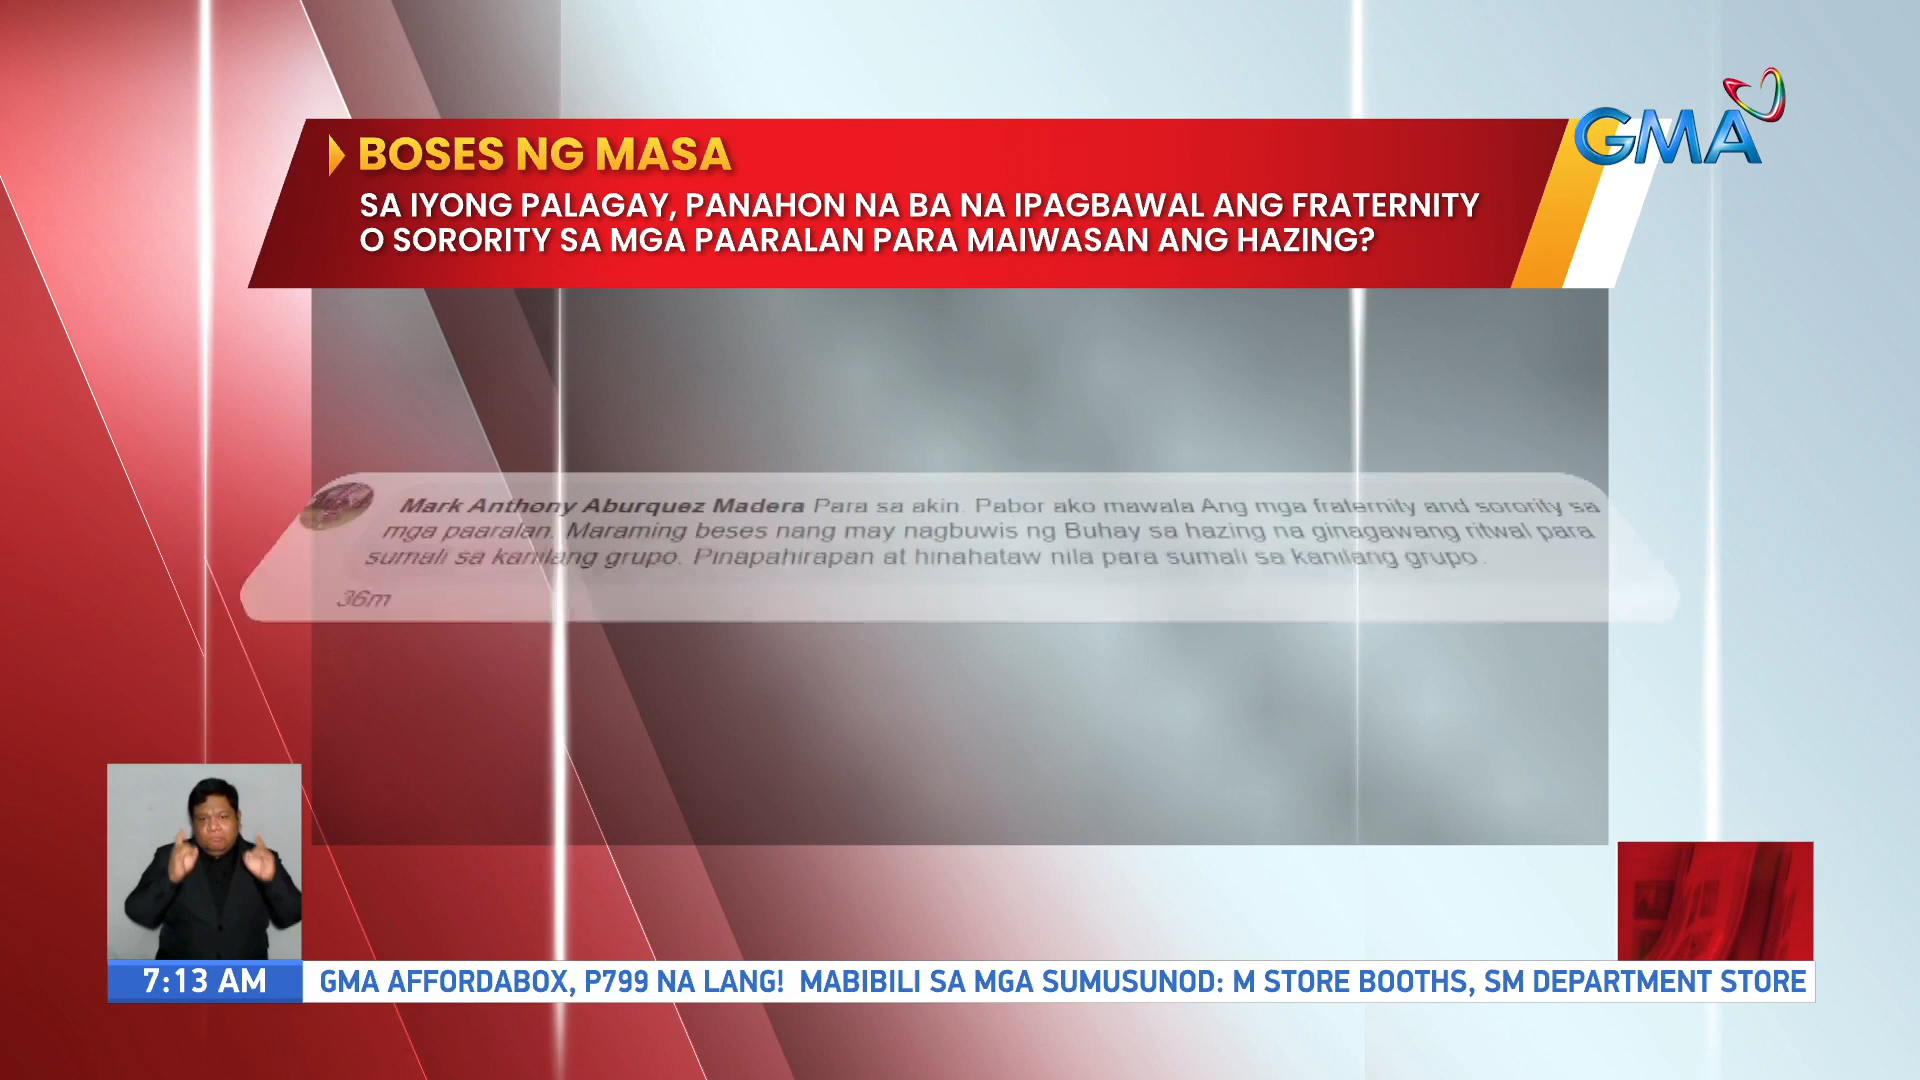 GMA
BOSES NG MASA
SA IYONG PALAGAY, PANAHON NA BA NA IPAGBAWAL ANG FRATERNITY
O SORORITY SA MGA PAARALAN PARA MAIWASAN ANG HAZING?
Mark Anthony Aburquez Madera Para sa akin. Pabor ako mawala Ang mga fraternity and sorority sa
mga paaralan. Maraming beses nang may nagbuwis ng Buhay sa hazing na ginagawang ritwal para
sumali sa kanilang grupo. Pinapahirapan at hinahataw nila para sumali sa kanilang grupo.
36m
7:13 AM
GMA AFFORDABOX, P799 NA LANG! MABIBILI SA MGA SUMUSUNOD: M STORE BOOTHS, SM DEPARTMENT STORE